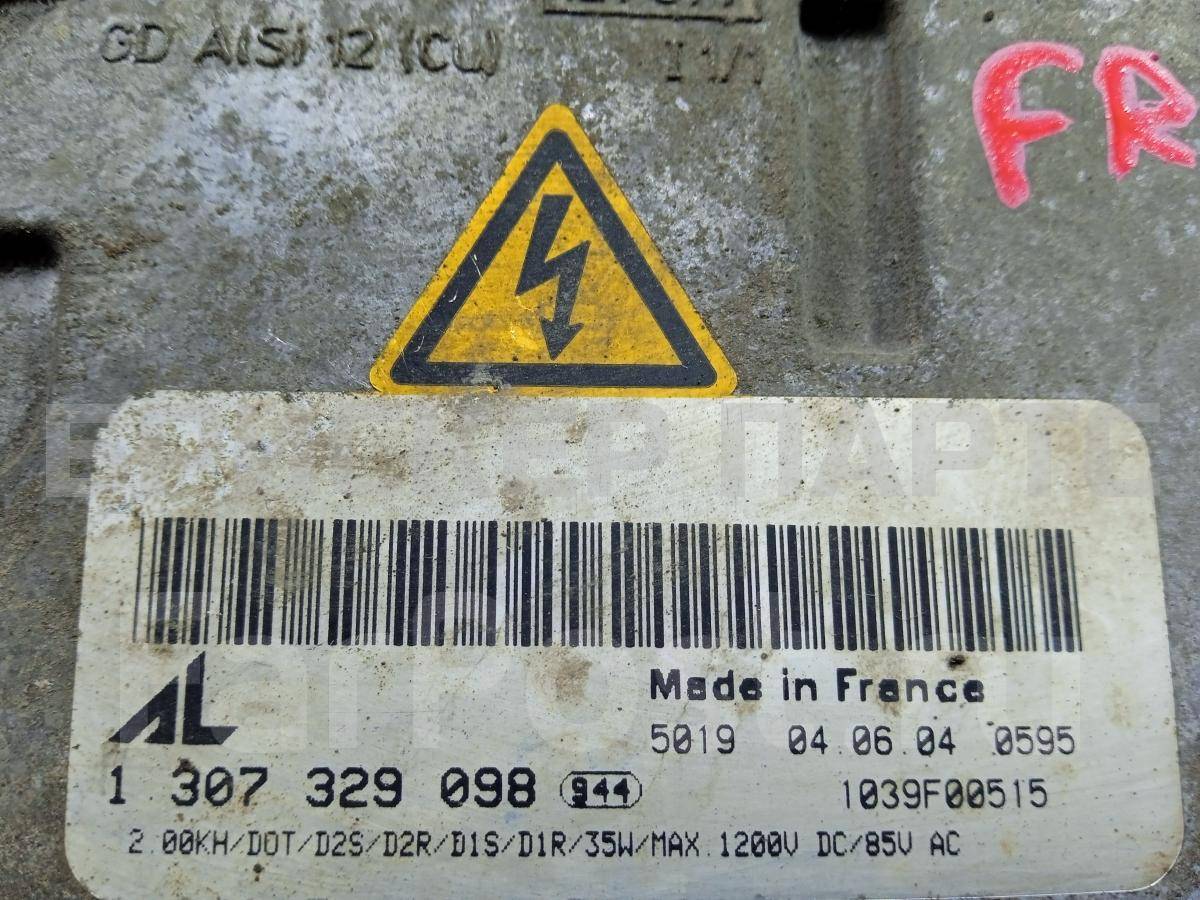 GD AlSi 12 (Cu)
FR
AL
Made in France
5019 04.06.04 0595
1 307 329 098 944
1039F00515
2.00KH/DOT/D2S/D2R/D1S/D1R/35W/MAX.1200V DC/85V AC